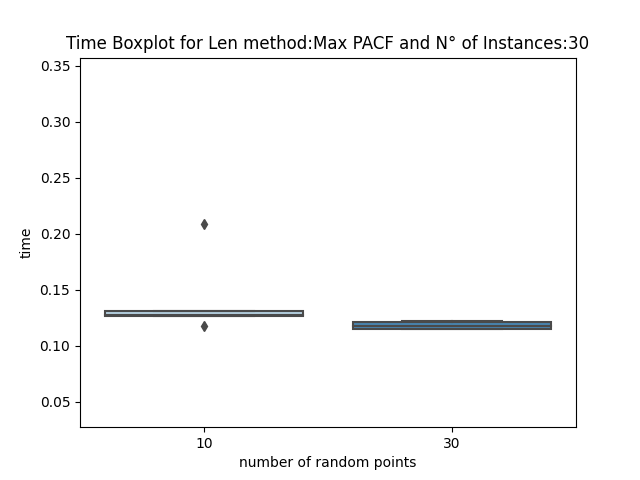 Time Boxplot for Len method:Max PACF and N° of Instances:30
0.35
0.30
0.25
0.20
0.15
0.10
0.05
time
10 30
number of random points